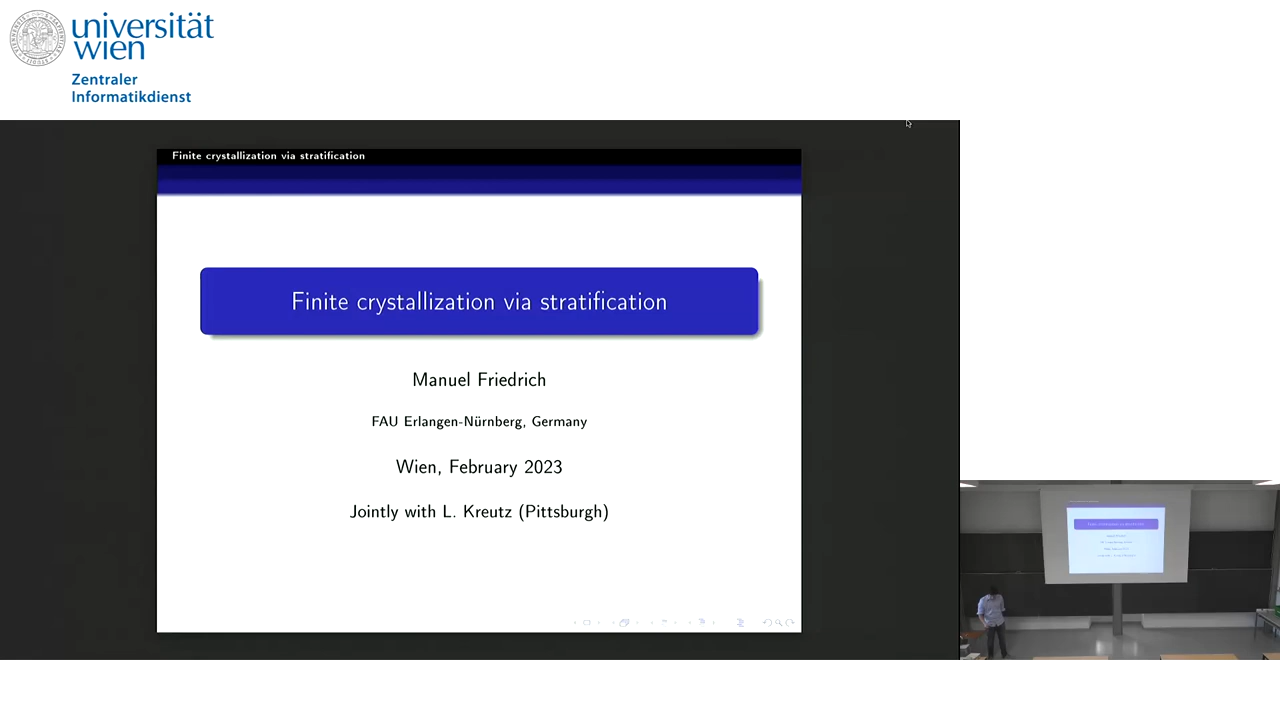 universität
wien
Zentraler
Informatikdienst
Finite crystallization via stratification
Finite crystallization via stratification
Manuel Friedrich
FAU Erlangen-Nürnberg, Germany
Wien, February 2023
Jointly with L. Kreutz (Pittsburgh)